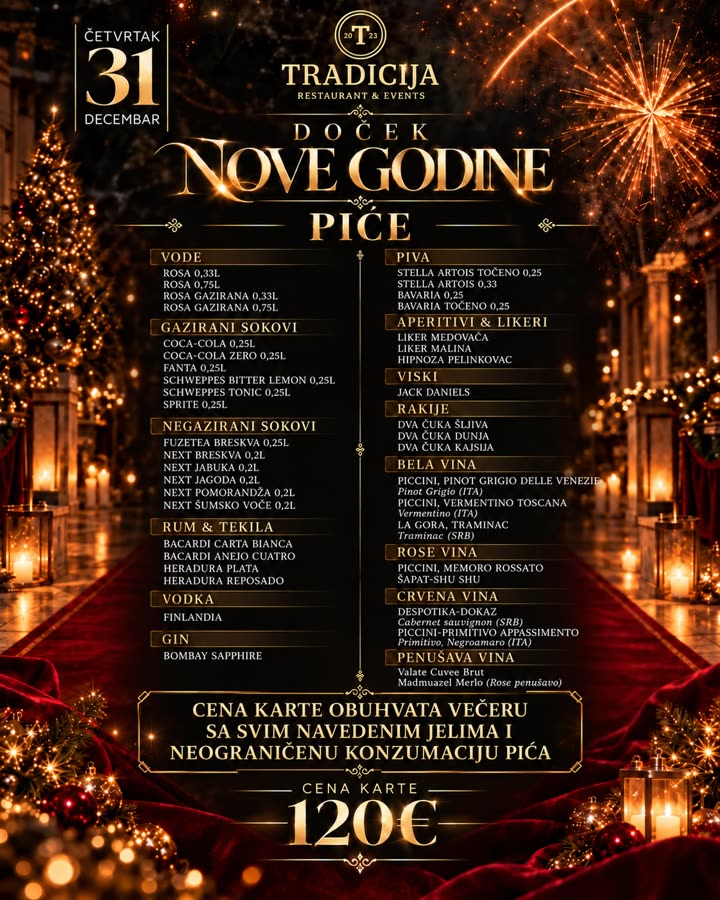 ČETVRTAK
31
DECEMBAR
20 T 23
TRADICIJA
RESTAURANT & EVENTS
DOČEK
NOVE GODINE
PIĆE
VODE
ROSA 0,33L
ROSA 0,75L
ROSA GAZIRANA 0,33L
ROSA GAZIRANA 0,75L
GAZIRANI SOKOVI
COCA-COLA 0,25L
COCA-COLA ZERO 0,25L
FANTA 0,25L
SCHWEPPES BITTER LEMON 0,25L
SCHWEPPES TONIC 0,25L
SPRITE 0,25L
NEGAZIRANI SOKOVI
FUZETEA BRESKVA 0,25L
NEXT BRESKVA 0,2L
NEXT JABUKA 0,2L
NEXT JAGODA 0,2L
NEXT POMORANDŽA 0,2L
NEXT ŠUMSKO VOČE 0,2L
RUM & TEKILA
BACARDI CARTA BIANCA
BACARDI ANEJO CUATRO
HERADURA PLATA
HERADURA REPOSADO
VODKA
FINLANDIA
GIN
BOMBAY SAPPHIRE
PIVA
STELLA ARTOIS TOČENO 0,25
STELLA ARTOIS 0,33
BAVARIA 0,25
BAVARIA TOČENO 0,25
APERITIVI & LIKERI
LIKER MEDOVAČA
LIKER MALINA
HIPNOZA PELINKOVAC
VISKI
JACK DANIELS
RAKIJE
DVA ČUKA ŠLJIVA
DVA ČUKA DUNJA
DVA ČUKA KAJSIJA
BELA VINA
PICCINI, PINOT GRIGIO DELLE VENEZIE
Pinot Grigio (ITA)
PICCINI, VERMENTINO TOSCANA
Vermentino (ITA)
LA GORA, TRAMINAC
Traminac (SRB)
ROSE VINA
PICCINI, MEMORO ROSSATO
ŠAPAT-SHU SHU
CRVENA VINA
DESPOTIKA-DOKAZ
Cabernet sauvignon (SRB)
PICCINI-PRIMITIVO APPASSIMENTO
Primitivo, Negroamaro (ITA)
PENUŠAVA VINA
Valate Cuvee Brut
Madmuazel Merlo (Rose penušavo)
CENA KARTE OBUHVATA VEČERU
SA SVIM NAVEDENIM JELIMA I
NEOGRANIČENU KONZUMACIJU PIĆA
CENA KARTE
120€